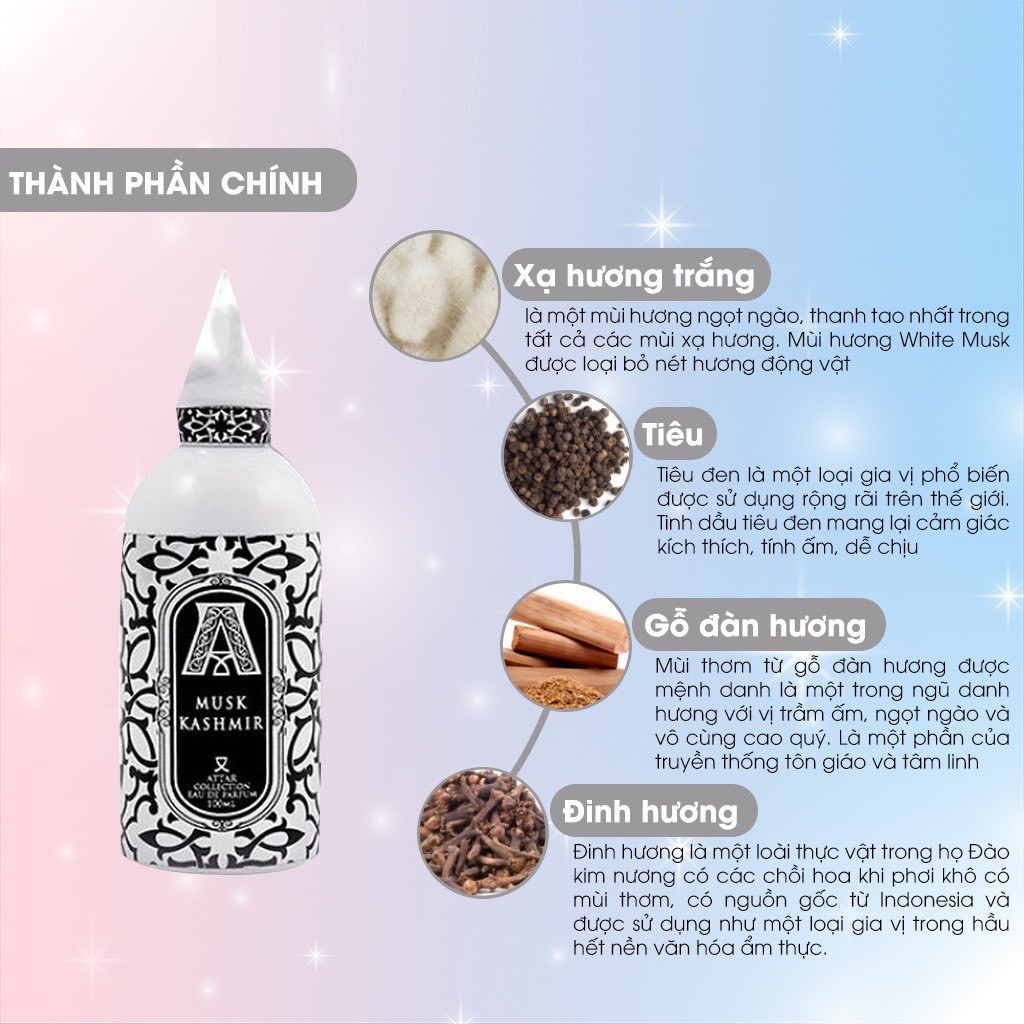 THÀNH PHẦN CHÍNH
Xạ hương trắng
là một mùi hương ngọt ngào, thanh tao nhất trong
tất cả các mùi xạ hương. Mùi hương White Musk
được loại bỏ nét hương động vật
Tiêu
Tiêu đen là một loại gia vị phổ biến
được sử dụng rộng rãi trên thế giới.
Tinh dầu tiêu đen mang lại cảm giác
kích thích, tính ấm, dễ chịu
Gỗ đàn hương
Mùi thơm từ gỗ đàn hương được
mệnh danh là một trong ngũ danh
hương với vị trầm ấm, ngọt ngào và
vô cùng cao quý. Là một phần của
truyền thống tôn giáo và tâm linh
Đinh hương
Đinh hương là một loài thực vật trong họ Đào
kim nương có các chồi hoa khi phơi khô có
mùi thơm, có nguồn gốc từ Indonesia và
được sử dụng như một loại gia vị trong hầu
hết nền văn hóa ẩm thực.
A
MUSK
KASHMIR
ATTAR
COLLECTION
EAU DE PARFUM
100ML